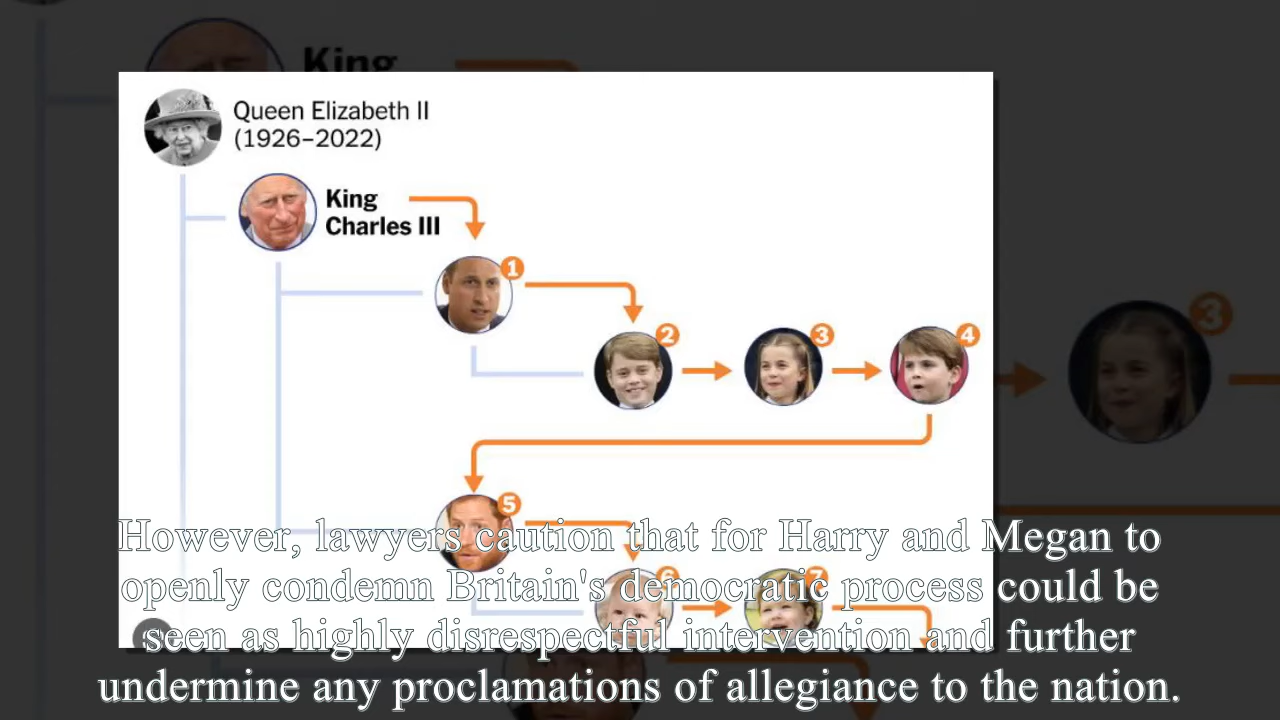 King
Queen Elizabeth II
(1926–2022)
King
Charles III
1
2
3
4
3
5
6
7
However, lawyers caution that for Harry and Megan to
openly condemn Britain's democratic process could be
seen as highly disrespectful intervention and further
undermine any proclamations of allegiance to the nation.